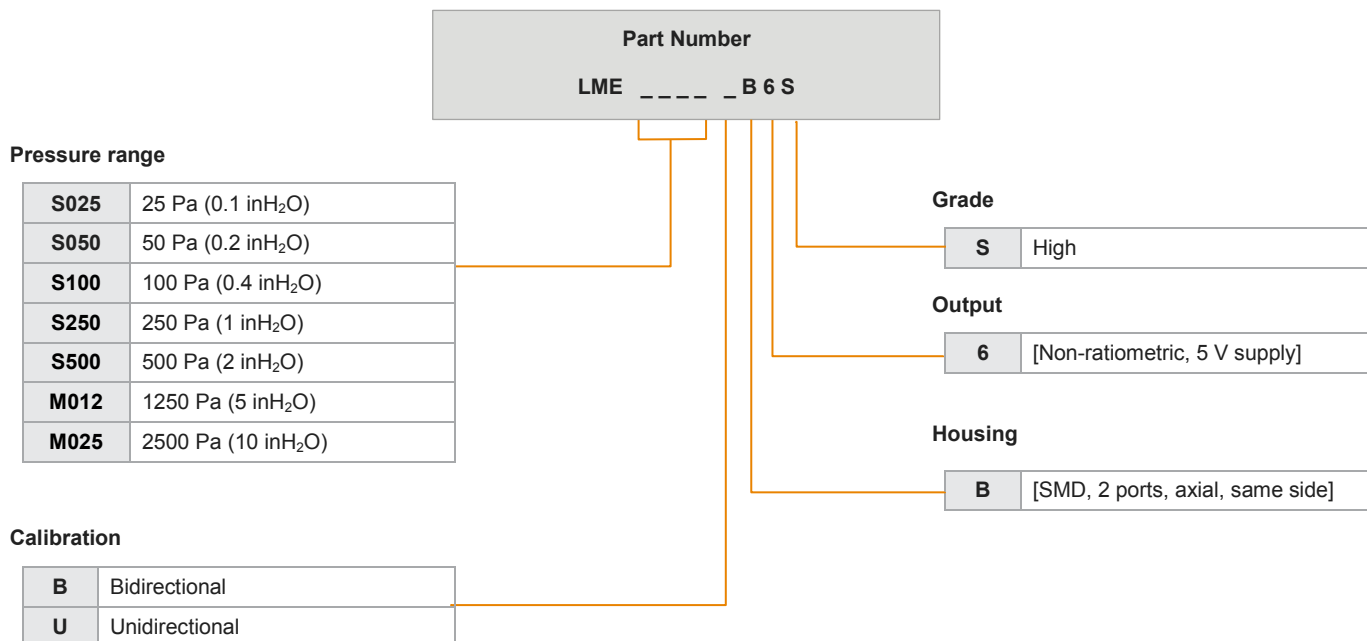 Part Number
LME _ _ _ _ _ B 6 S
Pressure range
S025 25 Pa (0.1 inH₂O)
S050 50 Pa (0.2 inH₂O)
S100 100 Pa (0.4 inH₂O)
S250 250 Pa (1 inH₂O)
S500 500 Pa (2 inH₂O)
M012 1250 Pa (5 inH₂O)
M025 2500 Pa (10 inH₂O)
Calibration
B Bidirectional
U Unidirectional
Grade
S High
Output
6 [Non-ratiometric, 5 V supply]
Housing
B [SMD, 2 ports, axial, same side]